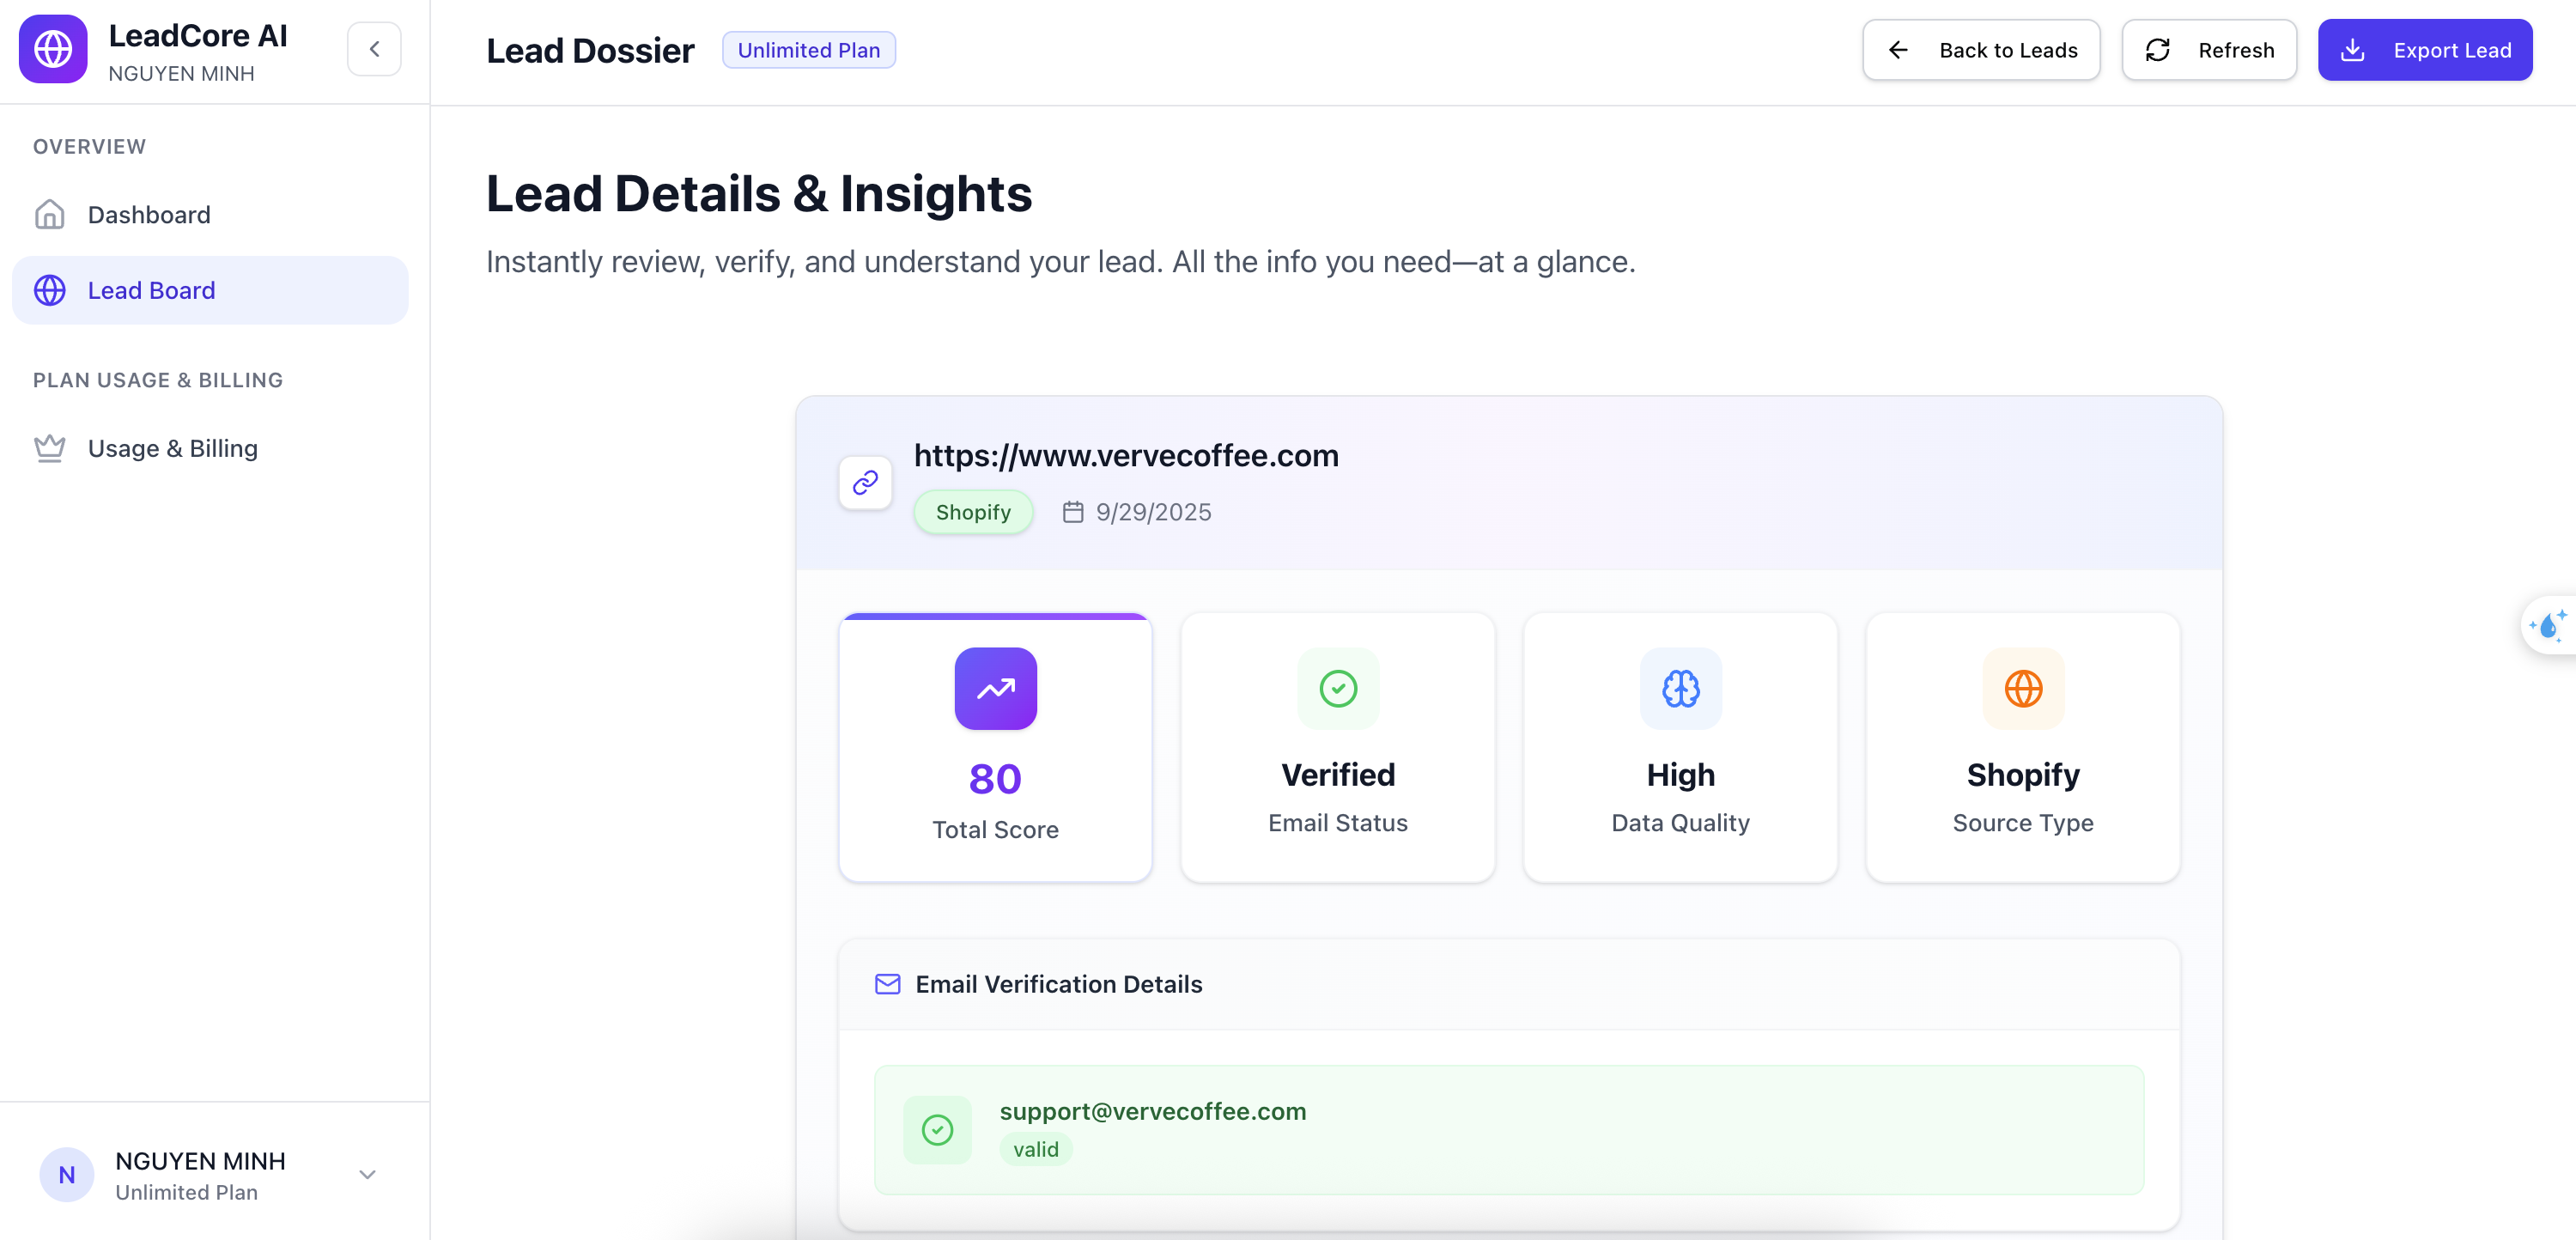 LeadCore AI
NGUYEN MINH
OVERVIEW
Dashboard
Lead Board
PLAN USAGE & BILLING
Usage & Billing
N
NGUYEN MINH
Unlimited Plan
Lead Dossier
Unlimited Plan
Back to Leads
Refresh
Export Lead
Lead Details & Insights
Instantly review, verify, and understand your lead. All the info you need—at a glance.
https://www.vervecoffee.com
Shopify
9/29/2025
80
Total Score
Verified
Email Status
High
Data Quality
Shopify
Source Type
Email Verification Details
support@vervecoffee.com
valid